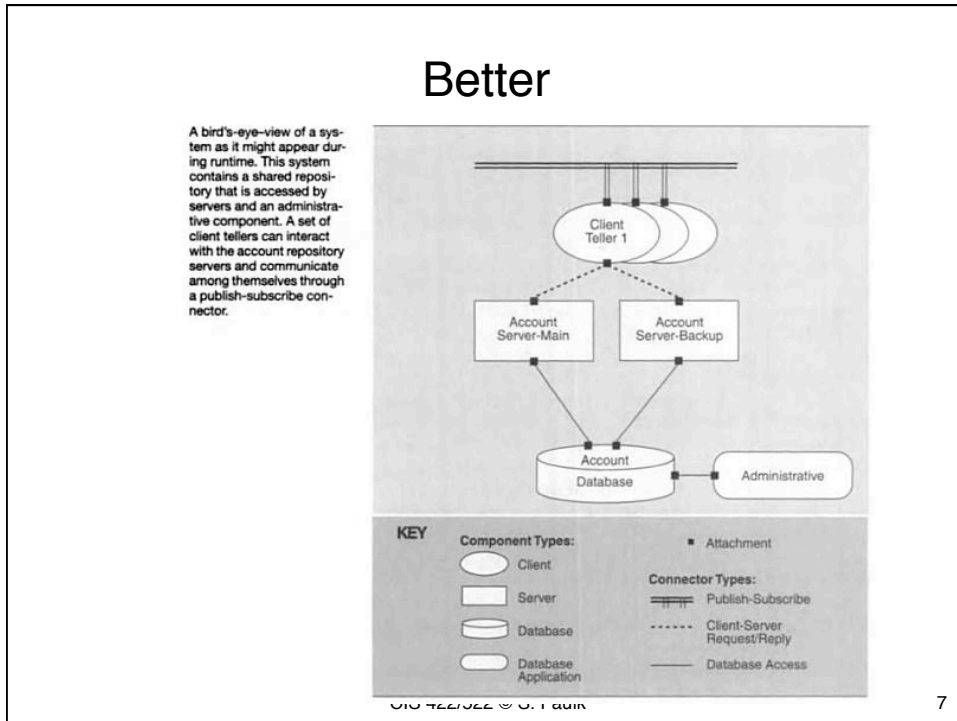 Better
A bird's-eye-view of a sys-
tem as it might appear dur-
ing runtime. This system
contains a shared reposi-
tory that is accessed by
servers and an administra-
tive component. A set of
client tellers can interact
with the account repository
servers and communicate
among themselves through
a publish-subscribe con-
nector.
Client
Teller 1
Account
Server-Main
Account
Server-Backup
Account
Database
Administrative
KEY
Component Types:
Client
Server
Database
Database
Application
Attachment
Connector Types:
Publish-Subscribe
Client-Server
Request/Reply
Database Access
CIS 422/522 © S. Faulk
7